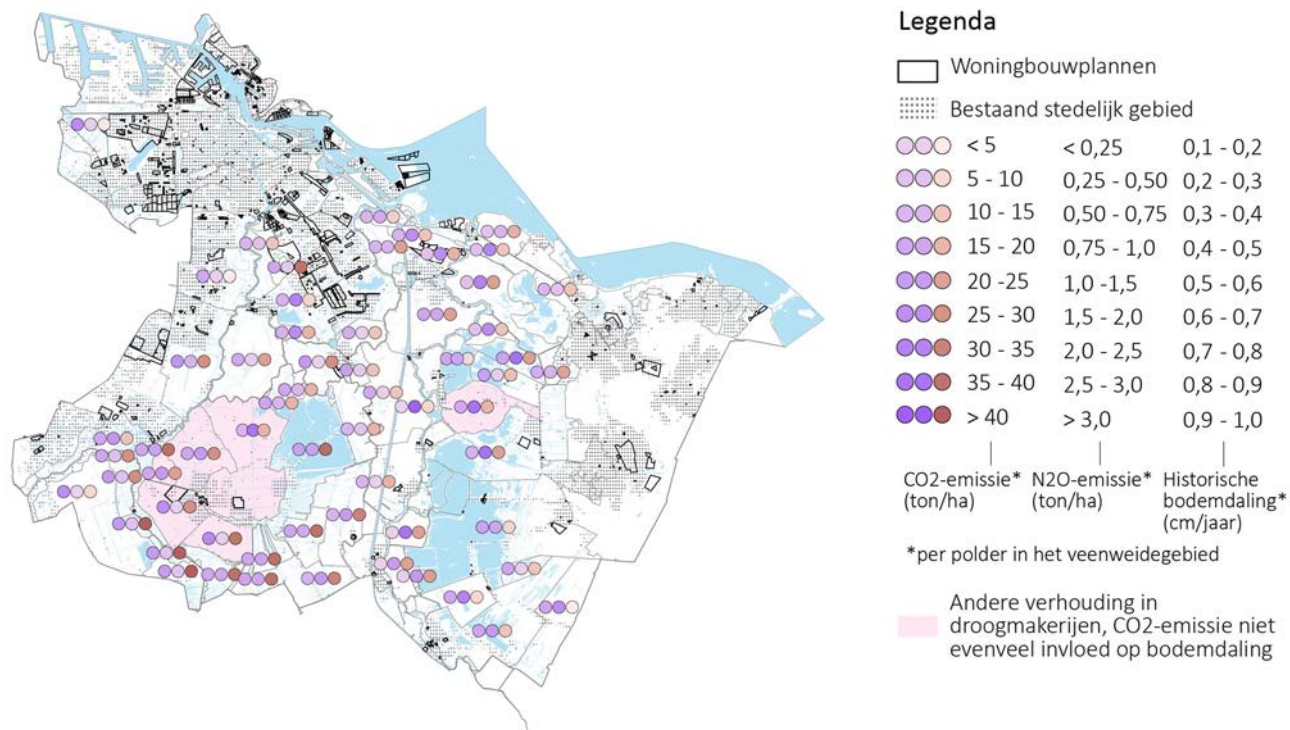 Legenda
Woningbouwplannen
Bestaand stedelijk gebied
< 5 < 0,25 0,1 - 0,2
5 - 10 0,25 - 0,50 0,2 - 0,3
10 - 15 0,50 - 0,75 0,3 - 0,4
15 - 20 0,75 - 1,0 0,4 - 0,5
20 -25 1,0 -1,5 0,5 - 0,6
25 - 30 1,5 - 2,0 0,6 - 0,7
30 - 35 2,0 - 2,5 0,7 - 0,8
35 - 40 2,5 - 3,0 0,8 - 0,9
> 40 > 3,0 0,9 - 1,0
CO2-emissie* N2O-emissie* Historische
(ton/ha) (ton/ha) bodemdaling*
(cm/jaar)
*per polder in het veenweidegebied
Andere verhouding in
droogmakerijen, CO2-emissie niet
evenveel invloed op bodemdaling